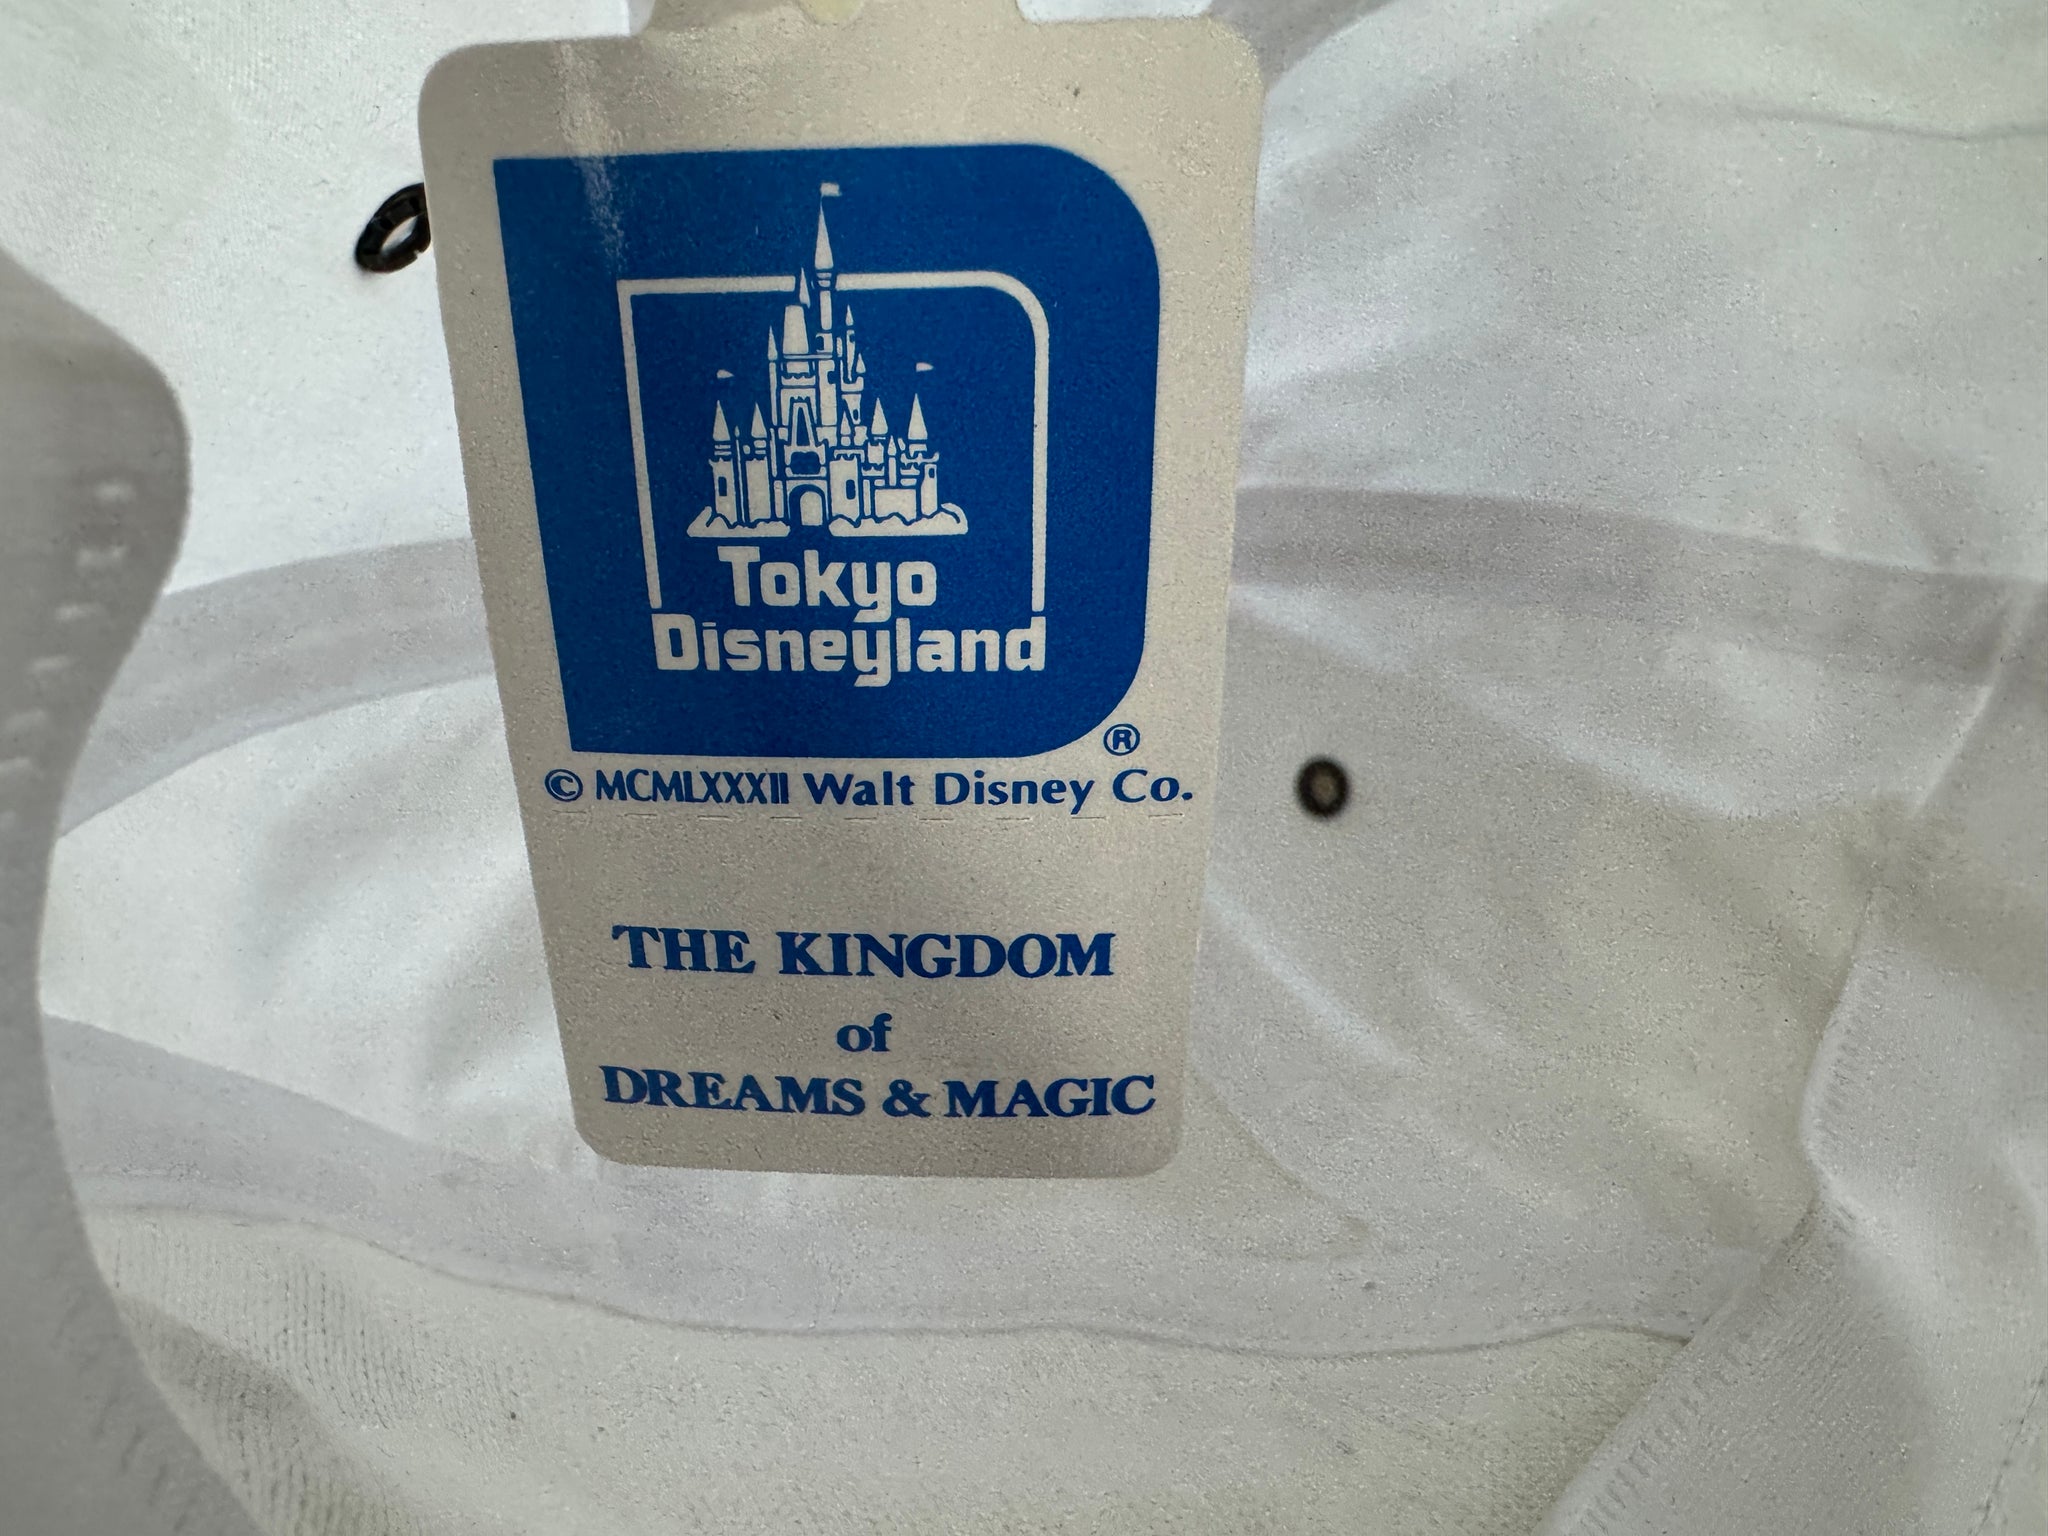 Tokyo
Disneyland
®
© MCMLXXXII Walt Disney Co.
THE KINGDOM
of
DREAMS & MAGIC